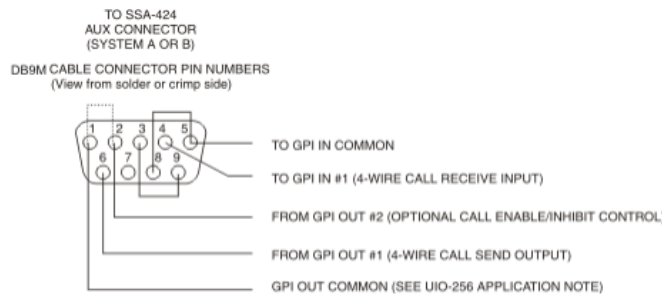 TO SSA-424
AUX CONNECTOR
(SYSTEM A OR B)
DB9M CABLE CONNECTOR PIN NUMBERS
(View from solder or crimp side)
1 2 3 4 5
6 7 8 9
TO GPI IN COMMON
TO GPI IN #1 (4-WIRE CALL RECEIVE INPUT)
FROM GPI OUT #2 (OPTIONAL CALL ENABLE/INHIBIT CONTROL)
FROM GPI OUT #1 (4-WIRE CALL SEND OUTPUT)
GPI OUT COMMON (SEE UIO-256 APPLICATION NOTE)